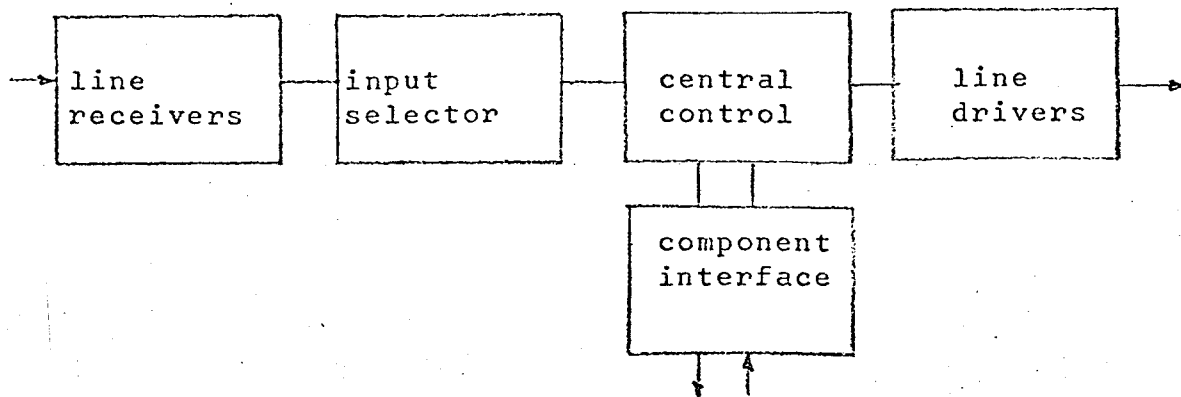 line
receivers
input
selector
central
control
line
drivers
component
interface